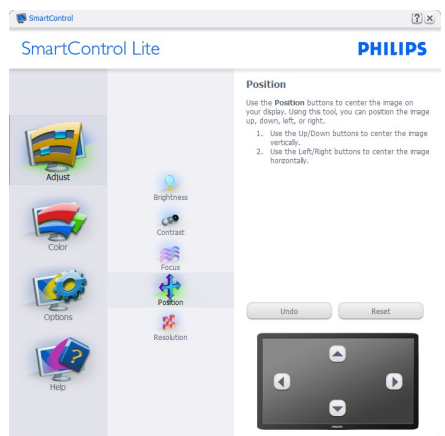 SmartControl
SmartControl Lite
PHILIPS
Adjust
Color
Options
Help
Brightness
Contrast
Focus
Position
Resolution
Position
Use the Position buttons to center the image on
your display. Using this tool, you can position the image
up, down, left, or right.
1. Use the Up/Down buttons to center the image
vertically.
2. Use the Left/Right buttons to center the image
horizontally.
Undo
Reset
PHILIPS